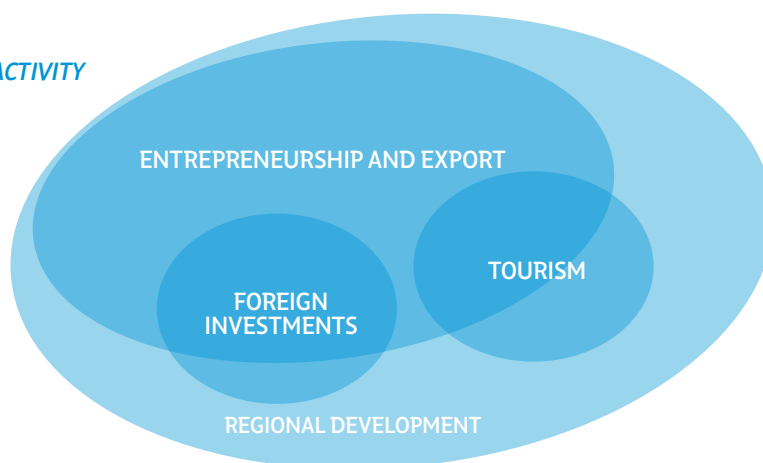 ACTIVITY
ENTREPRENEURSHIP AND EXPORT
TOURISM
FOREIGN
INVESTMENTS
REGIONAL DEVELOPMENT